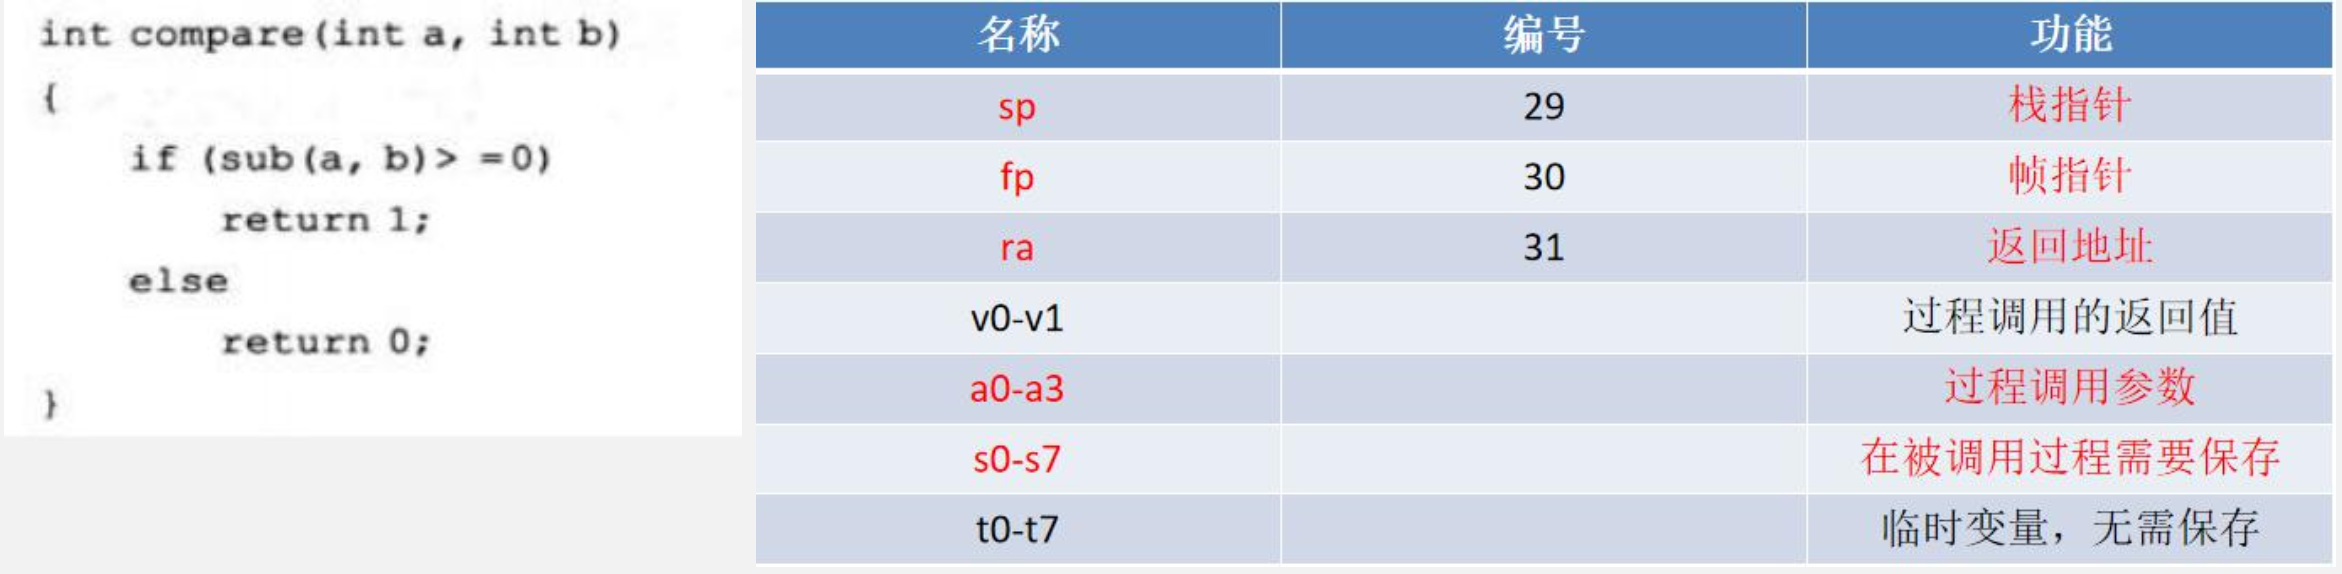 int compare(int a, int b)
{
if (sub(a, b)> =0)
return 1;
else
return 0;
}
名称 编号 功能
sp 29 栈指针
fp 30 帧指针
ra 31 返回地址
v0-v1 过程调用的返回值
a0-a3 过程调用参数
s0-s7 在被调用过程需要保存
t0-t7 临时变量，无需保存